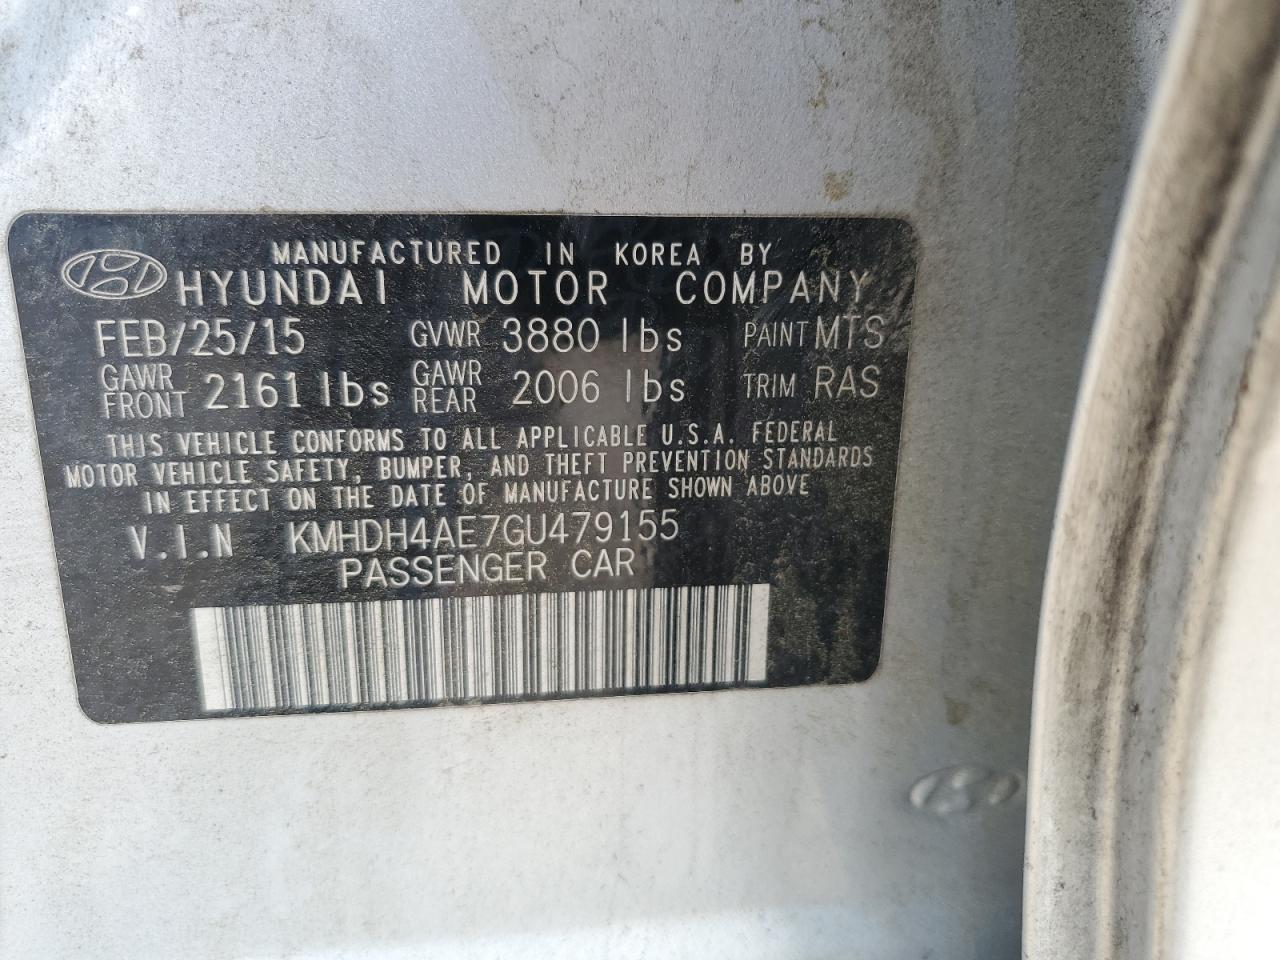 MANUFACTURED IN KOREA BY
HYUNDAI MOTOR COMPANY
FEB/25/15 GVWR 3880 lbs PAINT MTS
GAWR FRONT 2161 lbs GAWR REAR 2006 lbs TRIM RAS
THIS VEHICLE CONFORMS TO ALL APPLICABLE U.S.A. FEDERAL
MOTOR VEHICLE SAFETY, BUMPER, AND THEFT PREVENTION STANDARDS
IN EFFECT ON THE DATE OF MANUFACTURE SHOWN ABOVE
V.I.N KMHDH4AE7GU479155
PASSENGER CAR